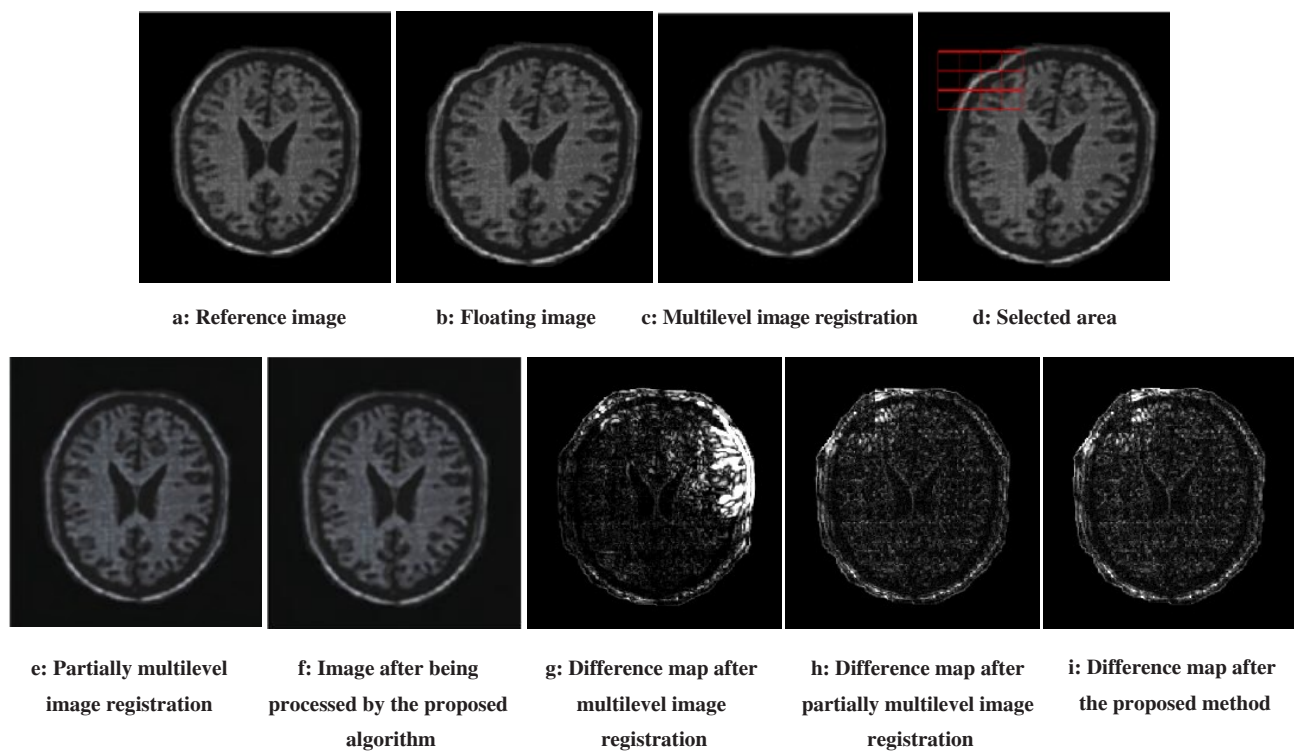 a: Reference image
b: Floating image
c: Multilevel image registration
d: Selected area
e: Partially multilevel
image registration
f: Image after being
processed by the proposed
algorithm
g: Difference map after
multilevel image
registration
h: Difference map after
partially multilevel image
registration
i: Difference map after
the proposed method